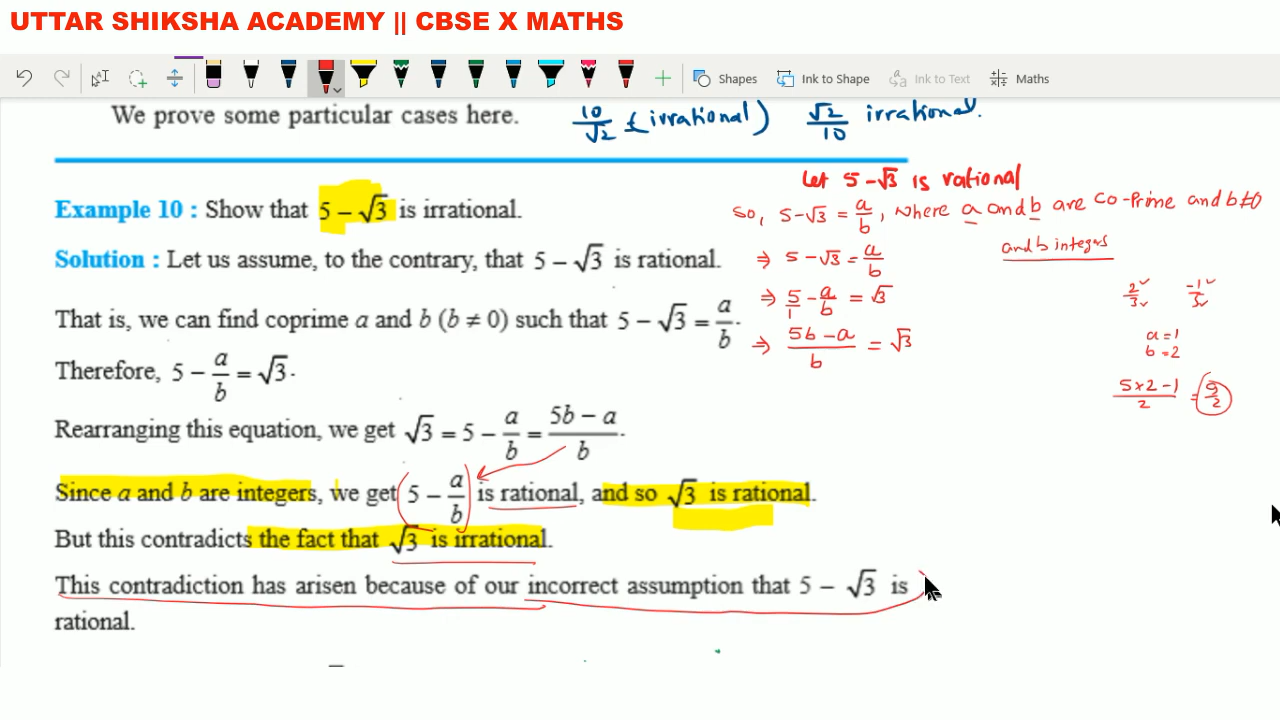 UTTAR SHIKSHA ACADEMY || CBSE X MATHS
Shapes
Ink to Shape
Ink to Text
Maths
We prove some particular cases here.
10/√2 (irrational) √2/10 irrational.
Example 10 : Show that 5 – √3 is irrational.
Solution : Let us assume, to the contrary, that 5 – √3 is rational.
That is, we can find coprime a and b (b ≠ 0) such that 5 – √3 = a/b.
Therefore, 5 – a/b = √3.
Rearranging this equation, we get √3 = 5 – a/b = (5b – a)/b.
Since a and b are integers, we get (5 – a/b) is rational, and so √3 is rational.
But this contradicts the fact that √3 is irrational.
This contradiction has arisen because of our incorrect assumption that 5 – √3 is
rational.
Let 5 – √3 is rational
So, 5-√3 = a/b, where a and b are co-Prime and b≠0
and b integers
⇒ 5 – √3 = a/b
⇒ 5/1 – a/b = √3
⇒ (5b – a)/b = √3
2/3 -1/5
a = 1
b = 2
(5×2 – 1)/2 = 9/2